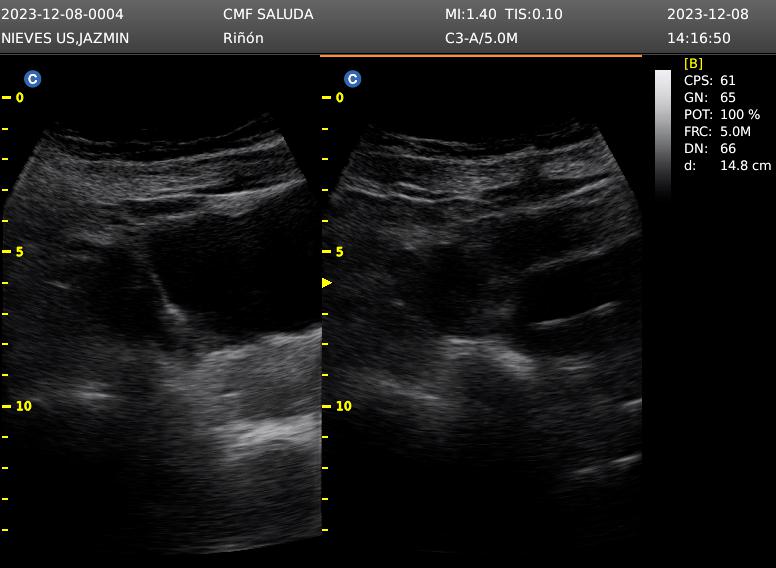 2023-12-08-0004 CMF SALUDA MI:1.40 TIS:0.10 2023-12-08
NIEVES US,JAZMIN Riñón C3-A/5.0M 14:16:50
C C
[B]
CPS: 61
GN: 65
POT: 100 %
FRC: 5.0M
DN: 66
d: 14.8 cm
0 0
5 5
10 10